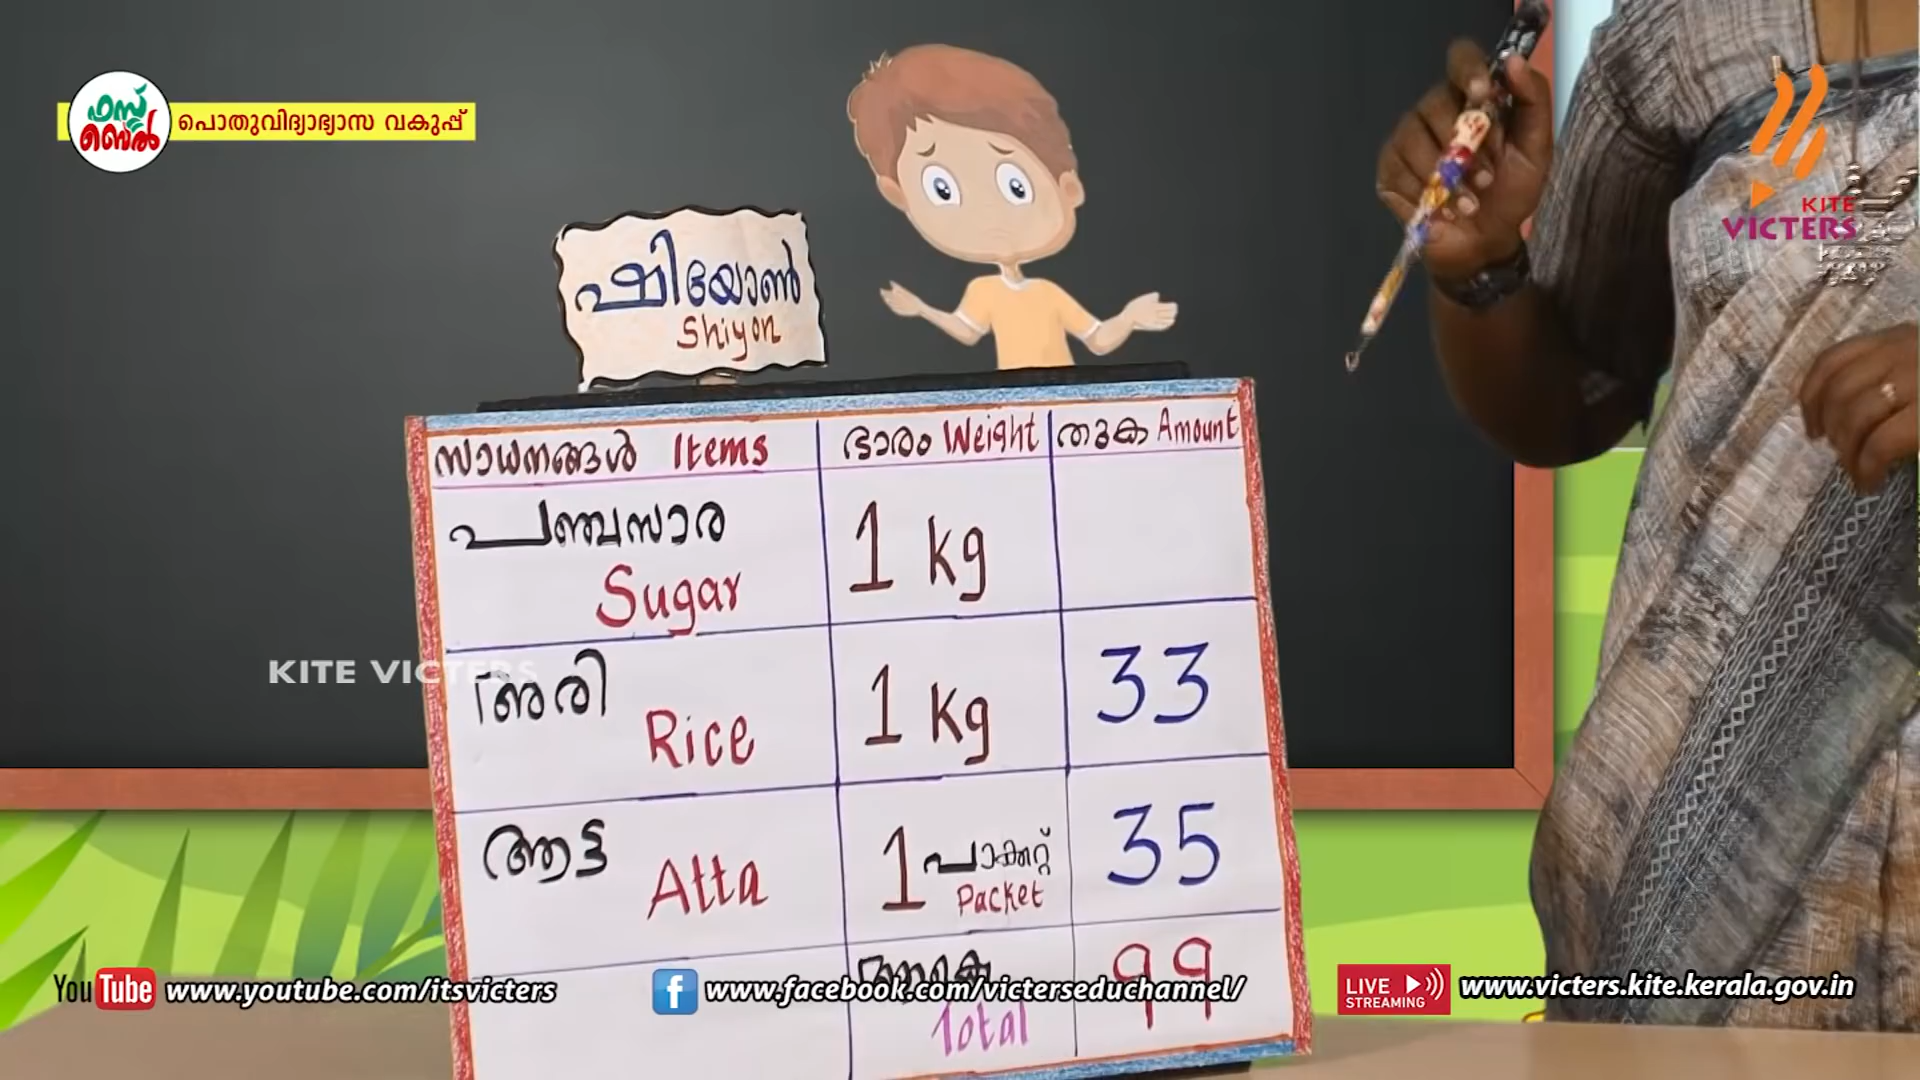 ഫസ്റ്റ്
ബെൽ
പൊതുവിദ്യാഭ്യാസ വകുപ്പ്
KITE
VICTERS
ഷിയോൺ
Shiyon
സാധനങ്ങൾ Items
ഭാരം Weight
തുക Amount
പഞ്ചസാര
Sugar
1 kg
KITE VICTERS
അരി
Rice
1 kg
33
ആട്ട
Atta
1 പാക്കറ്റ്
Packet
35
ആകെ
Total
99
YouTube www.youtube.com/itsvicters
f www.facebook.com/victerseduchannel/
LIVE
STREAMING
www.victers.kite.kerala.gov.in